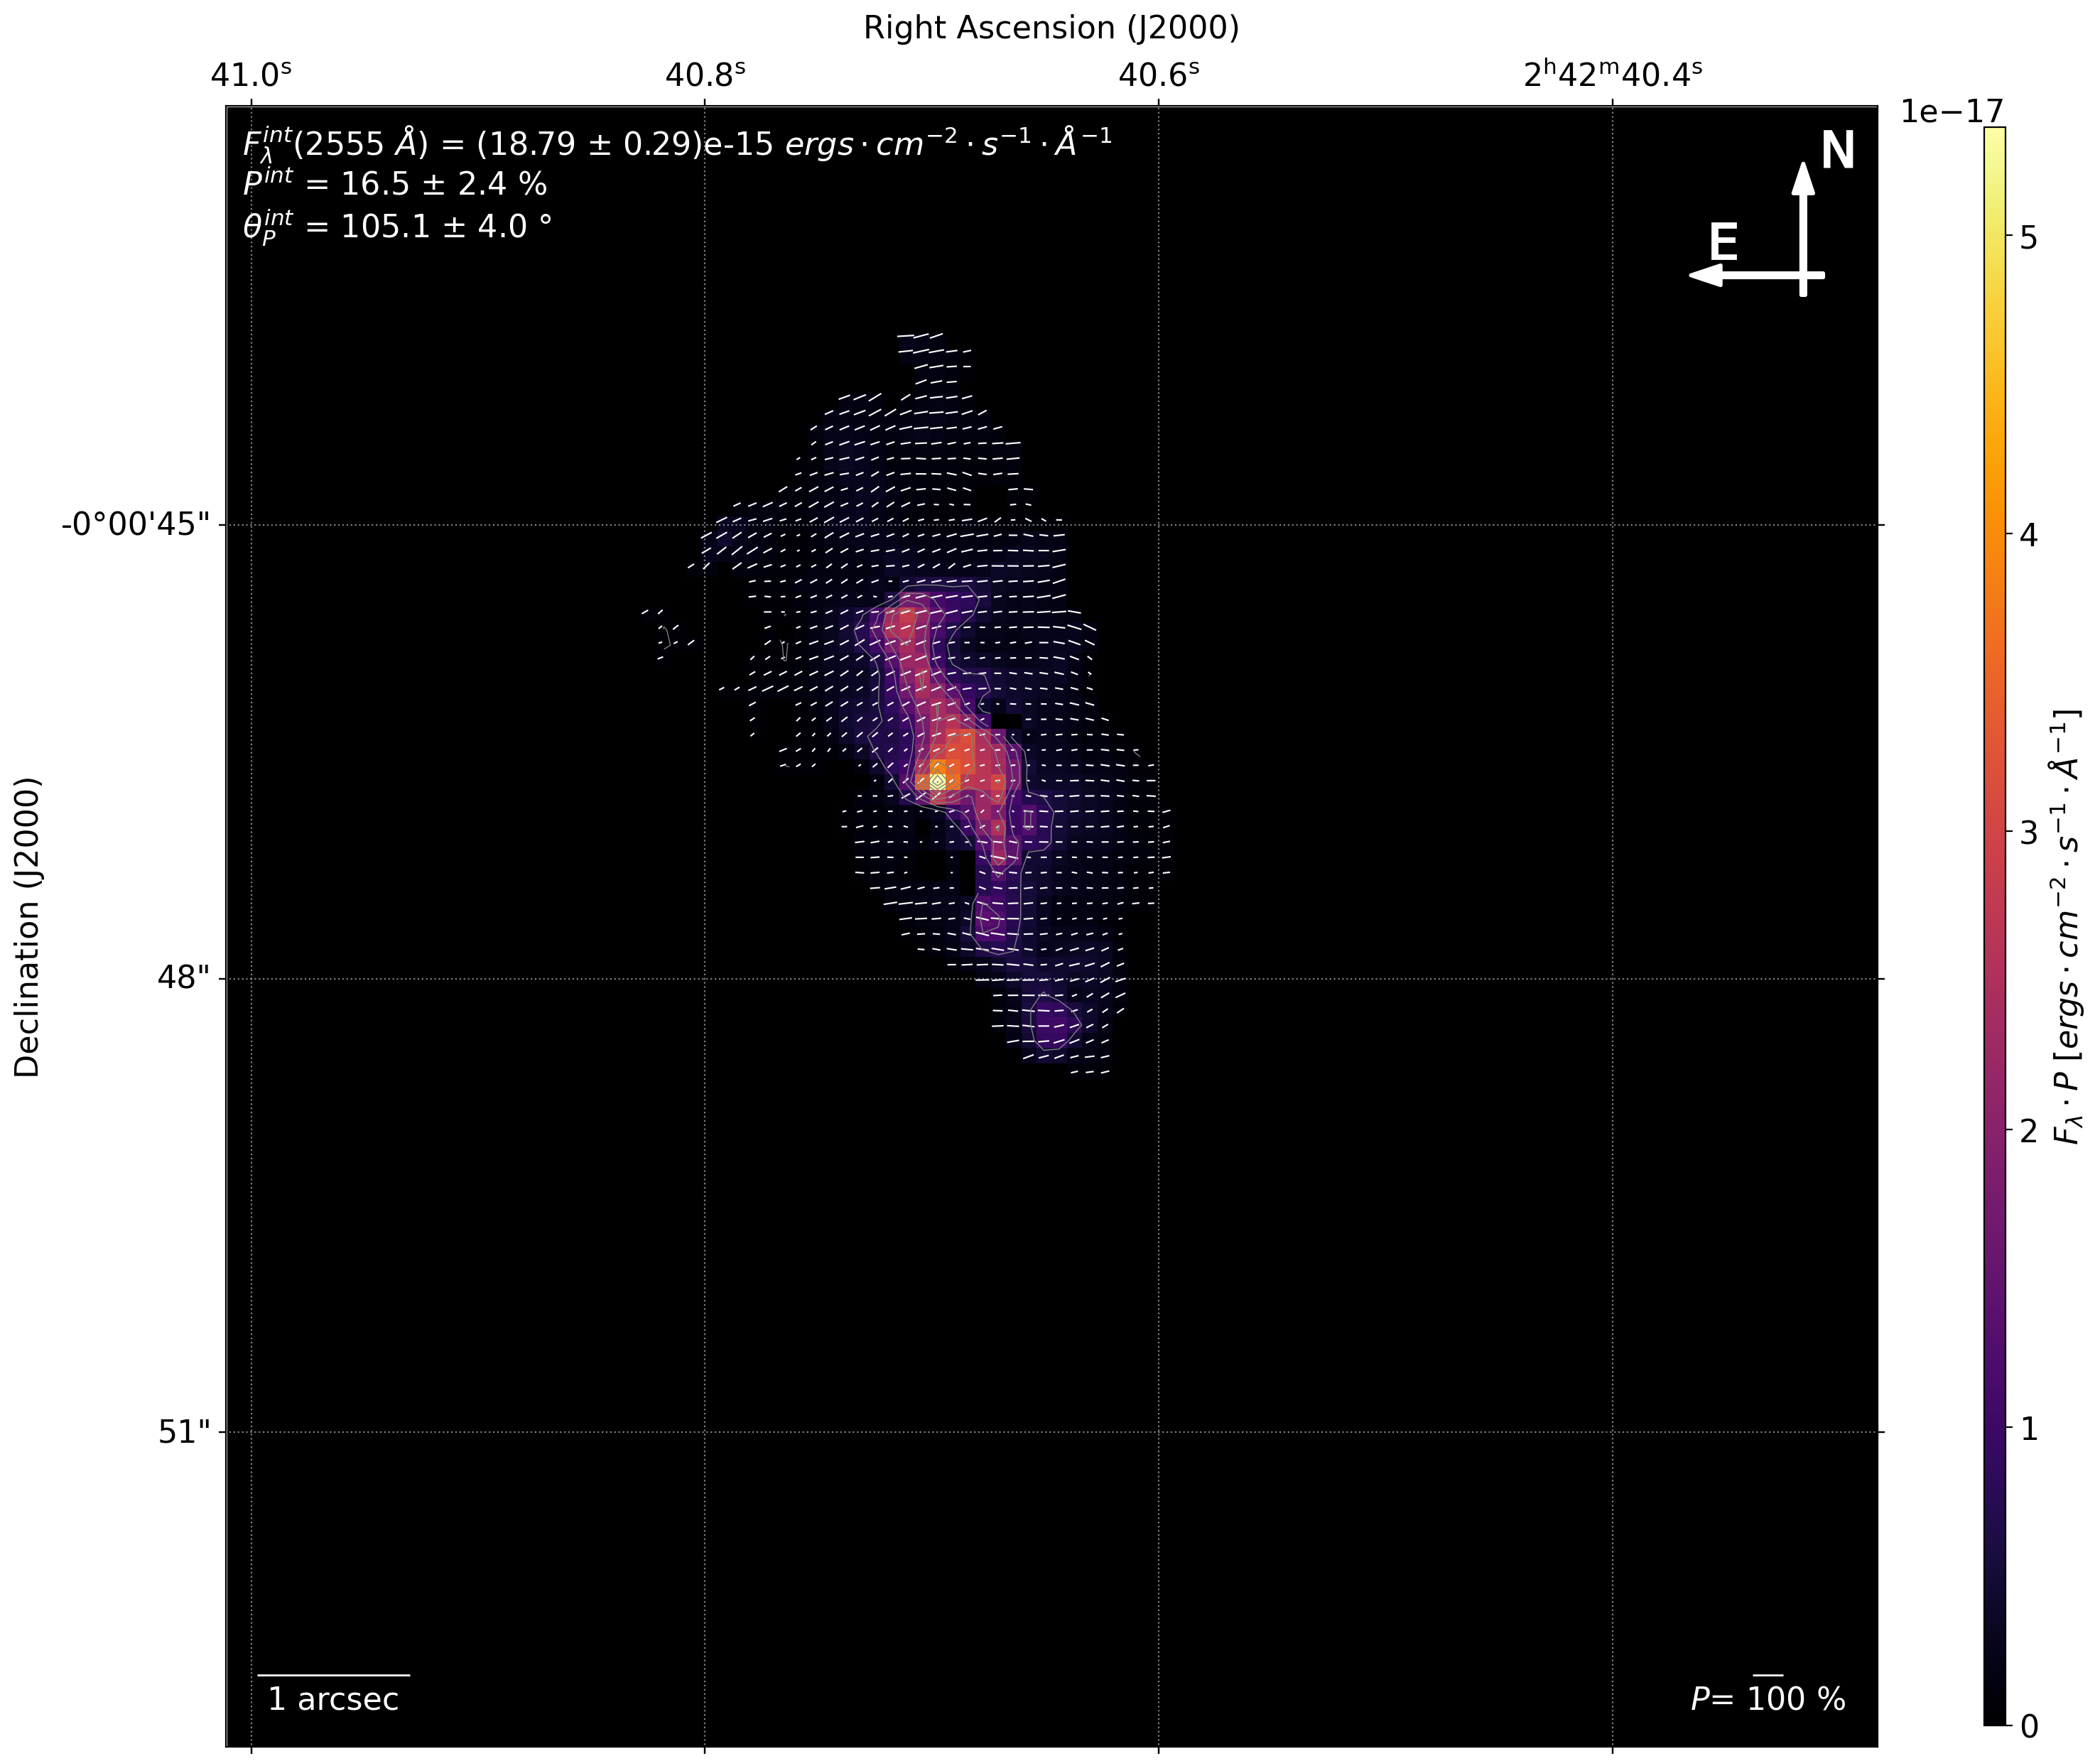 Right Ascension (J2000)
41.0ˢ 40.8ˢ 40.6ˢ 2ʰ42ᵐ40.4ˢ
1e−17
F_λ^int(2555 Å) = (18.79 ± 0.29)e-15 ergs · cm⁻² · s⁻¹ · Å⁻¹
P^int = 16.5 ± 2.4 %
θ_P^int = 105.1 ± 4.0 °
N
E
-0°00'45"
48"
51"
Declination (J2000)
1 arcsec
P= 100 %
5
4
3
2
1
0
F_λ · P [ergs · cm⁻² · s⁻¹ · Å⁻¹]